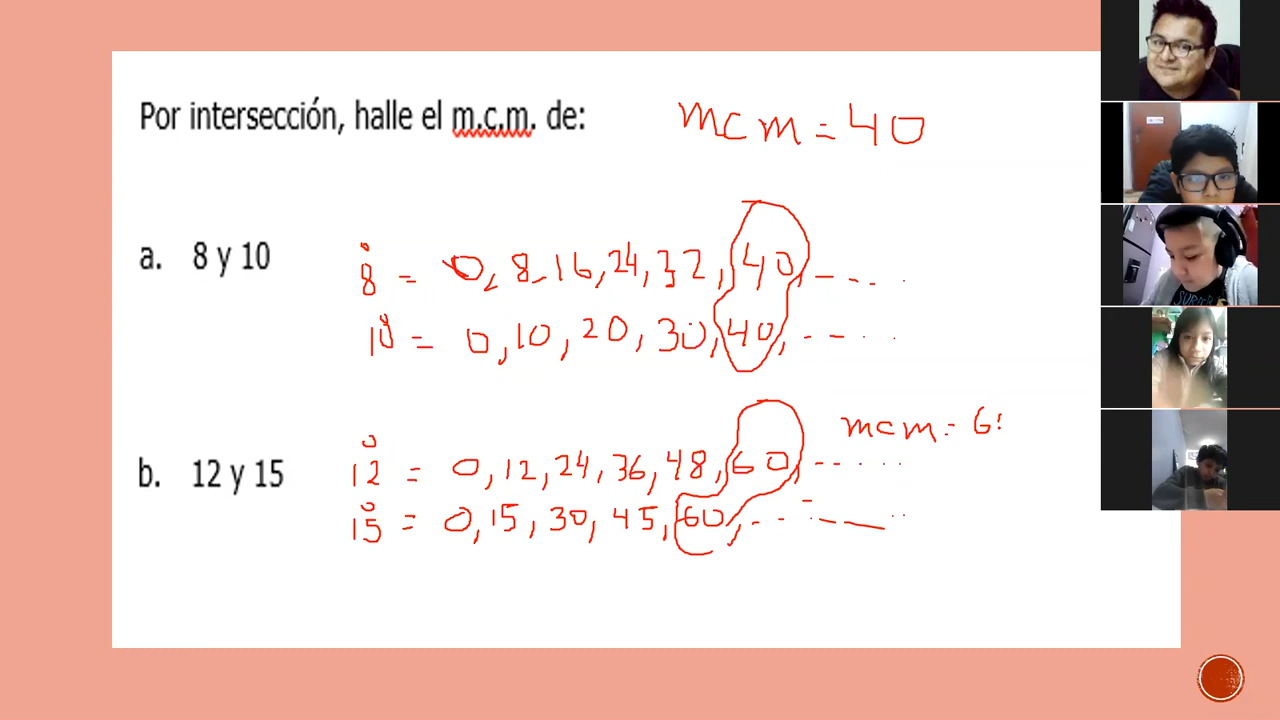 Por intersección, halle el m.c.m. de:
mcm = 40
a. 8 y 10
8 = 0, 8, 16, 24, 32, 40, ....
10 = 0, 10, 20, 30, 40, ....
b. 12 y 15
12 = 0, 12, 24, 36, 48, 60, .....
mcm = 6
15 = 0, 15, 30, 45, 60, ....